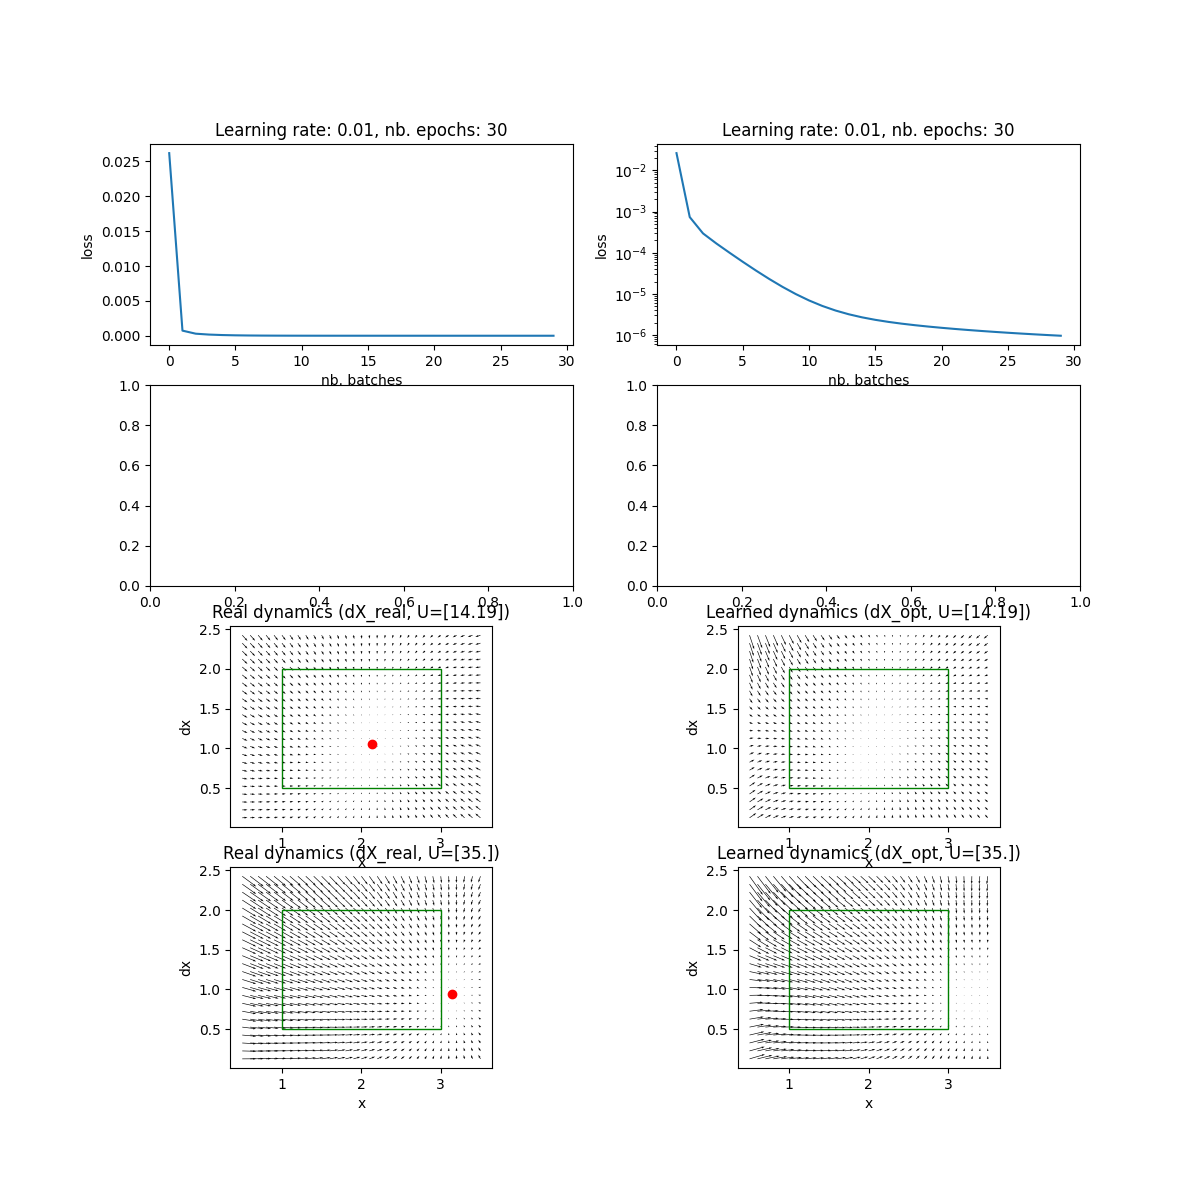 Learning rate: 0.01, nb. epochs: 30
loss
0.025
0.020
0.015
0.010
0.005
0.000
0 5 10 15 20 25 30
nb. batches
Learning rate: 0.01, nb. epochs: 30
loss
10⁻²
10⁻³
10⁻⁴
10⁻⁵
10⁻⁶
0 5 10 15 20 25 30
nb. batches
1.0
0.8
0.6
0.4
0.2
0.0
0.0 0.2 0.4 0.6 0.8 1.0
1.0
0.8
0.6
0.4
0.2
0.0
0.0 0.2 0.4 0.6 0.8 1.0
Real dynamics (dX_real, U=[14.19])
dx
2.5
2.0
1.5
1.0
0.5
1 2 3
x
Learned dynamics (dX_opt, U=[14.19])
dx
2.5
2.0
1.5
1.0
0.5
1 2 3
x
Real dynamics (dX_real, U=[35.])
dx
2.5
2.0
1.5
1.0
0.5
1 2 3
x
Learned dynamics (dX_opt, U=[35.])
dx
2.5
2.0
1.5
1.0
0.5
1 2 3
x